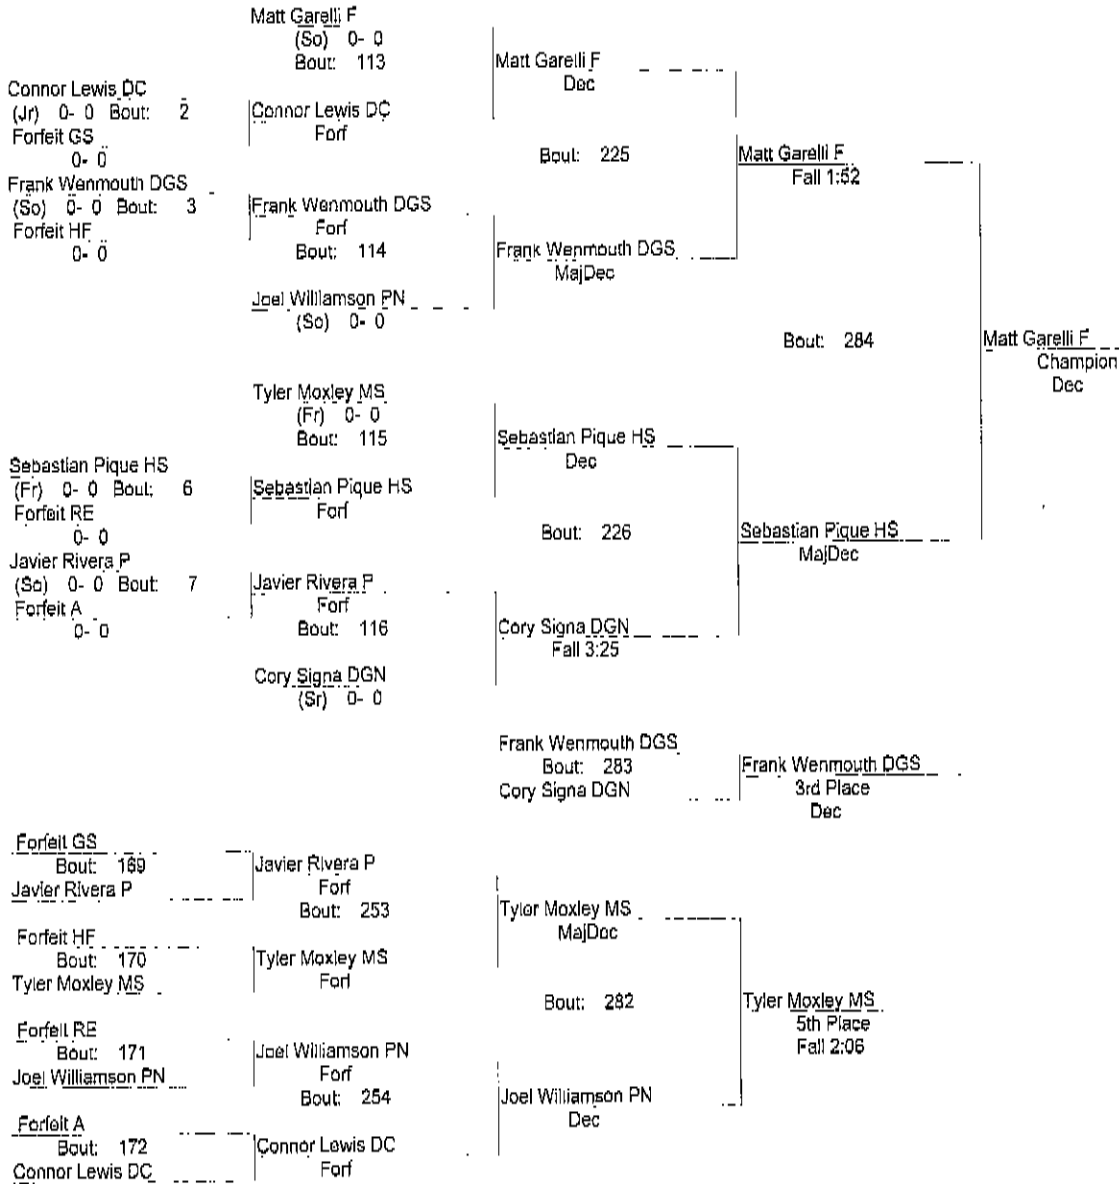 Matt Garelli F
(So) 0- 0
Bout: 113
Connor Lewis DC
(Jr) 0- 0 Bout: 2
Forfeit GS
0- 0
Frank Wenmouth DGS
(So) 0- 0 Bout: 3
Forfeit HF
0- 0
Connor Lewis DC
Forf
Frank Wenmouth DGS
Forf
Bout: 114
Joel Williamson PN
(So) 0- 0
Matt Garelli F
Dec
Bout: 225
Frank Wenmouth DGS
MajDec
Matt Garelli F
Fall 1:52
Bout: 284
Matt Garelli F
Champion
Dec
Tyler Moxley MS
(Fr) 0- 0
Bout: 115
Sebastian Pique HS
(Fr) 0- 0 Bout: 6
Forfeit RE
0- 0
Javier Rivera P
(So) 0- 0 Bout: 7
Forfeit A
0- 0
Sebastian Pique HS
Forf
Javier Rivera P
Forf
Bout: 116
Cory Signa DGN
(Sr) 0- 0
Sebastian Pique HS
Dec
Bout: 226
Cory Signa DGN
Fall 3:25
Sebastian Pique HS
MajDec
Frank Wenmouth DGS
Bout: 283
Cory Signa DGN
Frank Wenmouth DGS
3rd Place
Dec
Forfeit GS
Bout: 169
Javier Rivera P
Forfeit HF
Bout: 170
Tyler Moxley MS
Forfeit RE
Bout: 171
Joel Williamson PN
Forfeit A
Bout: 172
Connor Lewis DC
Javier Rivera P
Forf
Bout: 253
Tyler Moxley MS
Forf
Joel Williamson PN
Forf
Bout: 254
Connor Lewis DC
Forf
Tyler Moxley MS
MajDec
Bout: 282
Joel Williamson PN
Dec
Tyler Moxley MS
5th Place
Fall 2:06